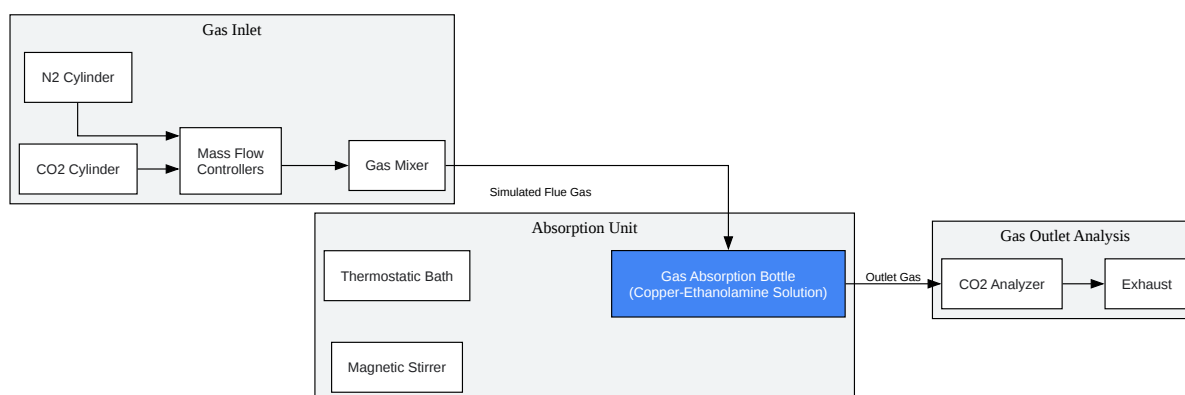 Gas Inlet
N2 Cylinder
CO2 Cylinder
Mass Flow
Controllers
Gas Mixer
Simulated Flue Gas
Absorption Unit
Thermostatic Bath
Gas Absorption Bottle
(Copper-Ethanolamine Solution)
Magnetic Stirrer
Outlet Gas
Gas Outlet Analysis
CO2 Analyzer
Exhaust